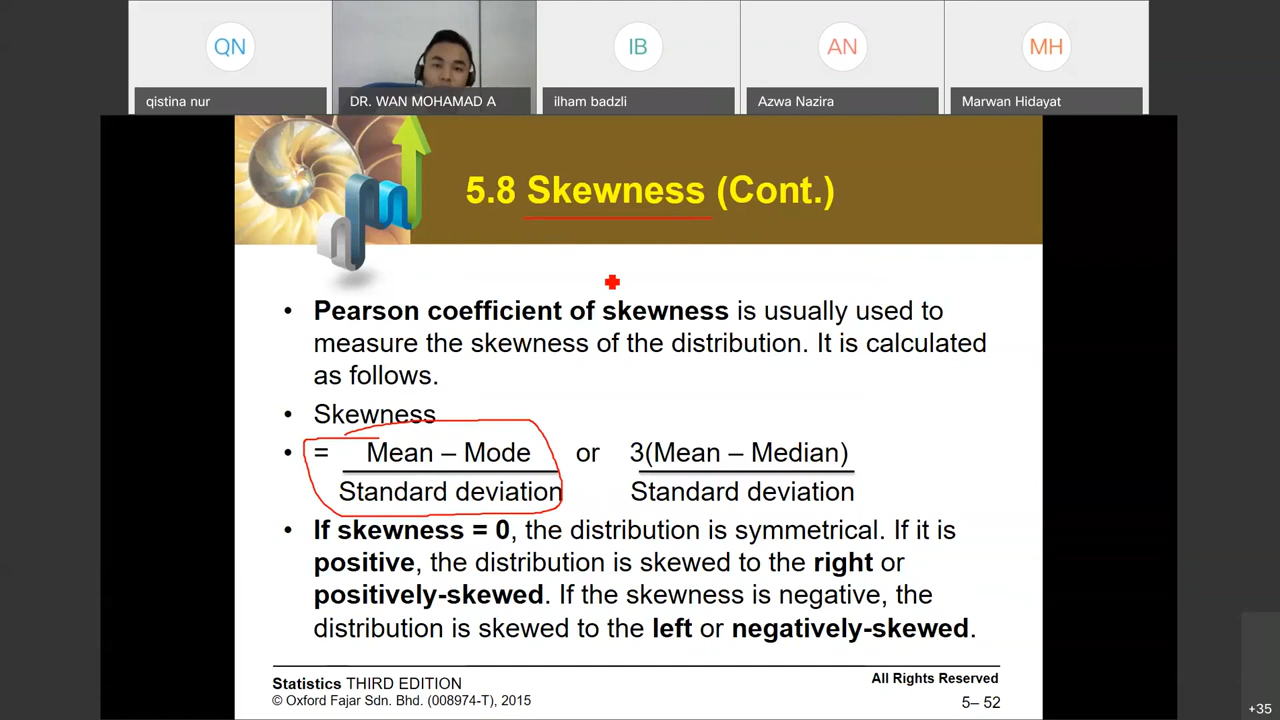 QN
IB
AN
MH
qistina nur
DR. WAN MOHAMAD A
ilham badzli
Azwa Nazira
Marwan Hidayat
5.8 Skewness (Cont.)
• Pearson coefficient of skewness is usually used to
measure the skewness of the distribution. It is calculated
as follows.
• Skewness
• = Mean – Mode or 3(Mean – Median)
Standard deviation Standard deviation
• If skewness = 0, the distribution is symmetrical. If it is
positive, the distribution is skewed to the right or
positively-skewed. If the skewness is negative, the
distribution is skewed to the left or negatively-skewed.
Statistics THIRD EDITION
All Rights Reserved
© Oxford Fajar Sdn. Bhd. (008974-T), 2015
5– 52
+35